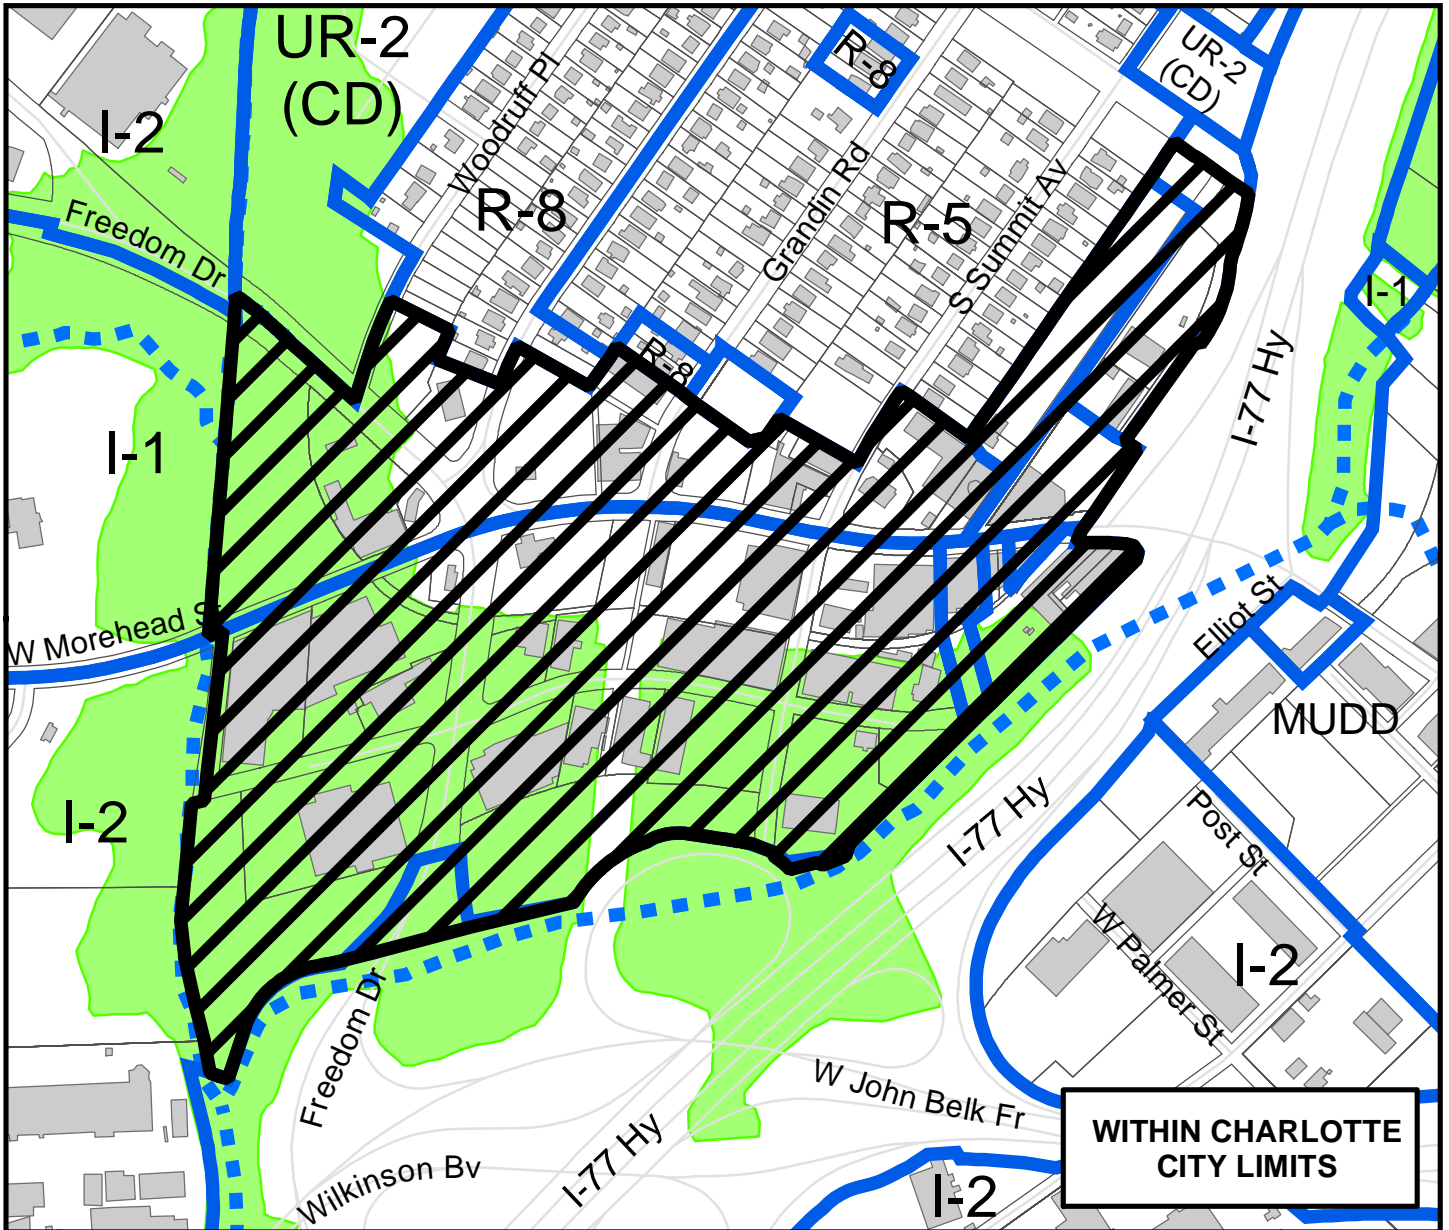 UR-2
(CD)
R-8
UR-2
(CD)
I-2
Woodruff Pl
R-8
Grandin Rd
R-5
S Summit Av
Freedom Dr
I-1
R-8
I-77 Hy
I-1
W Morehead St
Elliot St
MUDD
I-2
I-77 Hy
Post St
W Palmer St
I-2
Freedom Dr
W John Belk Fr
I-77 Hy
Wilkinson Bv
I-2
WITHIN CHARLOTTE
CITY LIMITS